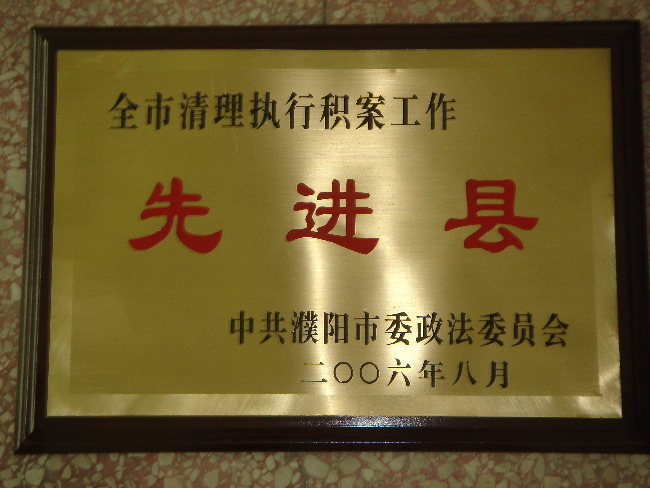 全市清理执行积案工作
先进县
中共濮阳市委政法委员会
二〇〇六年八月